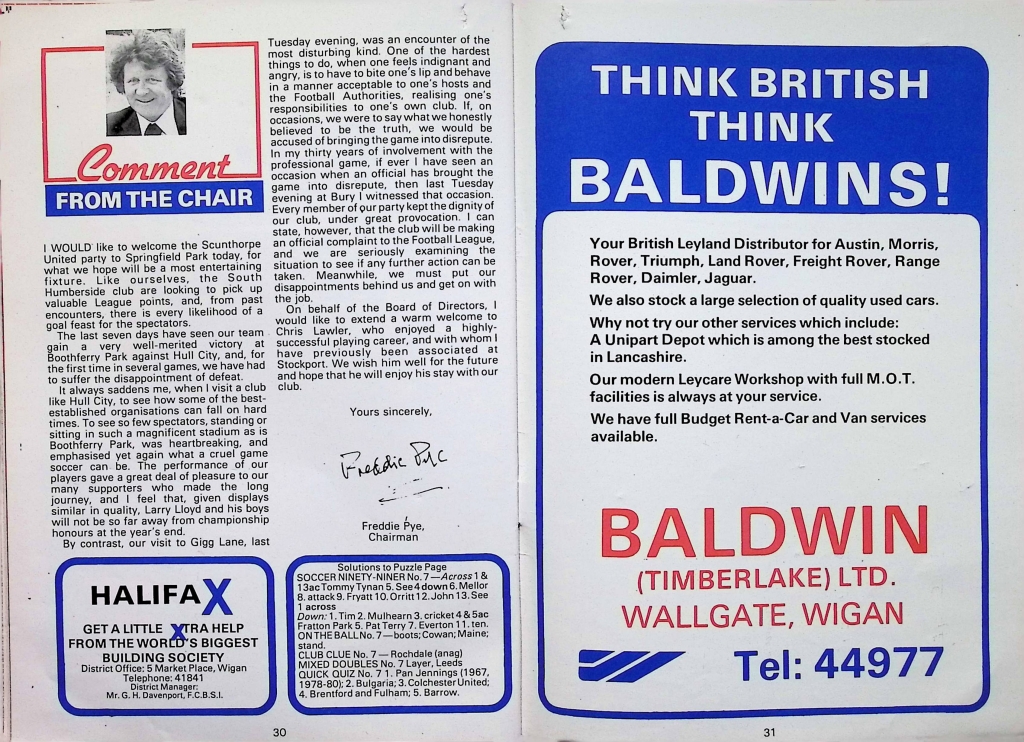 Comment
FROM THE CHAIR
I WOULD like to welcome the Scunthorpe
United party to Springfield Park today, for
what we hope will be a most entertaining
fixture. Like ourselves, the South
Humberside club are looking to pick up
valuable League points, and, from past
encounters, there is every likelihood of a
goal feast for the spectators.
The last seven days have seen our team
gain a very well-merited victory at
Boothferry Park against Hull City, and, for
the first time in several games, we have had
to suffer the disappointment of defeat.
It always saddens me, when I visit a club
like Hull City, to see how some of the best-
established organisations can fall on hard
times. To see so few spectators, standing or
sitting in such a magnificent stadium as is
Boothferry Park, was heartbreaking, and
emphasised yet again what a cruel game
soccer can be. The performance of our
players gave a great deal of pleasure to our
many supporters who made the long
journey, and I feel that, given displays
similar in quality, Larry Lloyd and his boys
will not be so far away from championship
honours at the year's end.
By contrast, our visit to Gigg Lane, last
Tuesday evening, was an encounter of the
most disturbing kind. One of the hardest
things to do, when one feels indignant and
angry, is to have to bite one's lip and behave
in a manner acceptable to one's hosts and
the Football Authorities, realising one's
responsibilities to one's own club. If, on
occasions, we were to say what we honestly
believed to be the truth, we would be
accused of bringing the game into disrepute.
In my thirty years of involvement with the
professional game, if ever I have seen an
occasion when an official has brought the
game into disrepute, then last Tuesday
evening at Bury I witnessed that occasion.
Every member of our party kept the dignity of
our club, under great provocation. I can
state, however, that the club will be making
an official complaint to the Football League,
and we are seriously examining the
situation to see if any further action can be
taken. Meanwhile, we must put our
disappointments behind us and get on with
the job.
On behalf of the Board of Directors, I
would like to extend a warm welcome to
Chris Lawler, who enjoyed a highly-
successful playing career, and with whom I
have previously been associated at
Stockport. We wish him well for the future
and hope that he will enjoy his stay with our
club.
Yours sincerely,
Freddie Pye
Freddie Pye,
Chairman
HALIFAX
GET A LITTLE XTRA HELP
FROM THE WORLD'S BIGGEST
BUILDING SOCIETY
District Office: 5 Market Place, Wigan
Telephone: 41841
District Manager:
Mr. G. H. Davenport, F.C.B.S.I.
Solutions to Puzzle Page
SOCCER NINETY-NINER No. 7 — Across 1 &
13ac Tommy Tynan 5. See 4 down 6. Mellor
8. attack 9. Fryatt 10. Orritt 12. John 13. See
1 across
Down: 1. Tim 2. Mulhearn 3. cricket 4 & 5ac
Fratton Park 5. Pat Terry 7. Everton 11. ten.
ON THE BALL No. 7 — boots; Cowan; Maine;
stand.
CLUB CLUE No. 7 — Rochdale (anag)
MIXED DOUBLES No. 7 Layer, Leeds
QUICK QUIZ No. 7 1. Pan Jennings (1967,
1978-80); 2. Bulgaria; 3. Colchester United;
4. Brentford and Fulham; 5. Barrow.
30
THINK BRITISH
THINK
BALDWINS!
Your British Leyland Distributor for Austin, Morris,
Rover, Triumph, Land Rover, Freight Rover, Range
Rover, Daimler, Jaguar.
We also stock a large selection of quality used cars.
Why not try our other services which include:
A Unipart Depot which is among the best stocked
in Lancashire.
Our modern Leycare Workshop with full M.O.T.
facilities is always at your service.
We have full Budget Rent-a-Car and Van services
available.
BALDWIN
(TIMBERLAKE) LTD.
WALLGATE, WIGAN
Tel: 44977
31